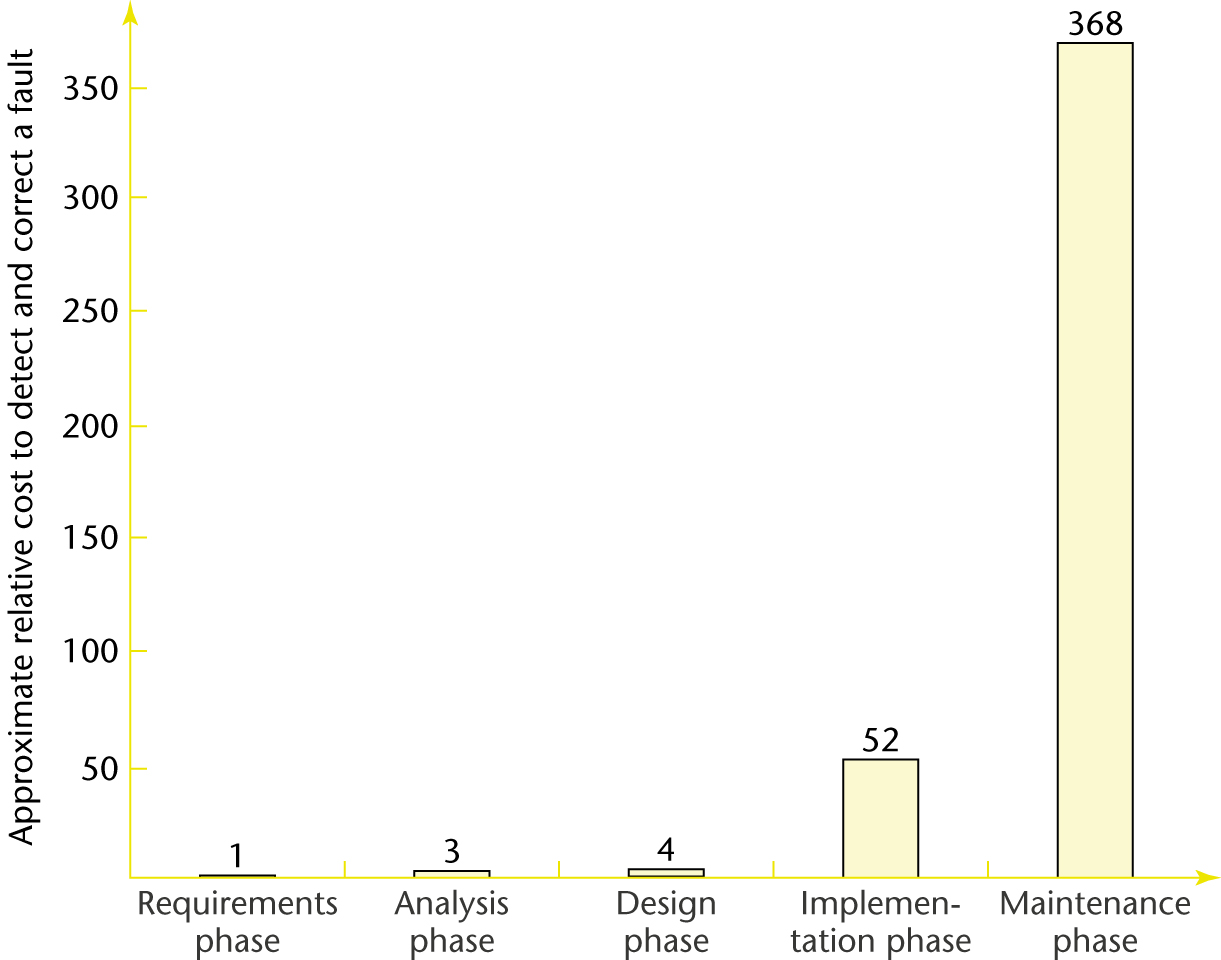 Approximate relative cost to detect and correct a fault
368
350
300
250
200
150
100
50
52
1
3
4
Requirements
phase
Analysis
phase
Design
phase
Implemen-
tation phase
Maintenance
phase